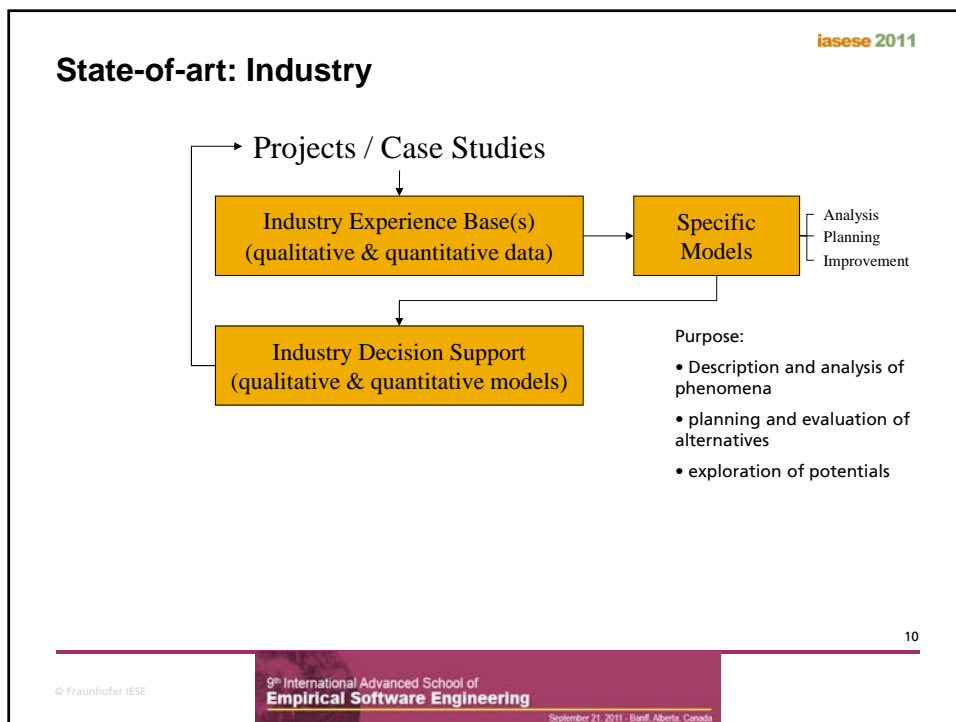 iasese 2011
State-of-art: Industry
Projects / Case Studies
Industry Experience Base(s)
(qualitative & quantitative data)
Specific
Models
Analysis
Planning
Improvement
Industry Decision Support
(qualitative & quantitative models)
Purpose:
• Description and analysis of
phenomena
• planning and evaluation of
alternatives
• exploration of potentials
10
© Fraunhofer IESE
9th International Advanced School of
Empirical Software Engineering
September 21, 2011 - Banff, Alberta, Canada